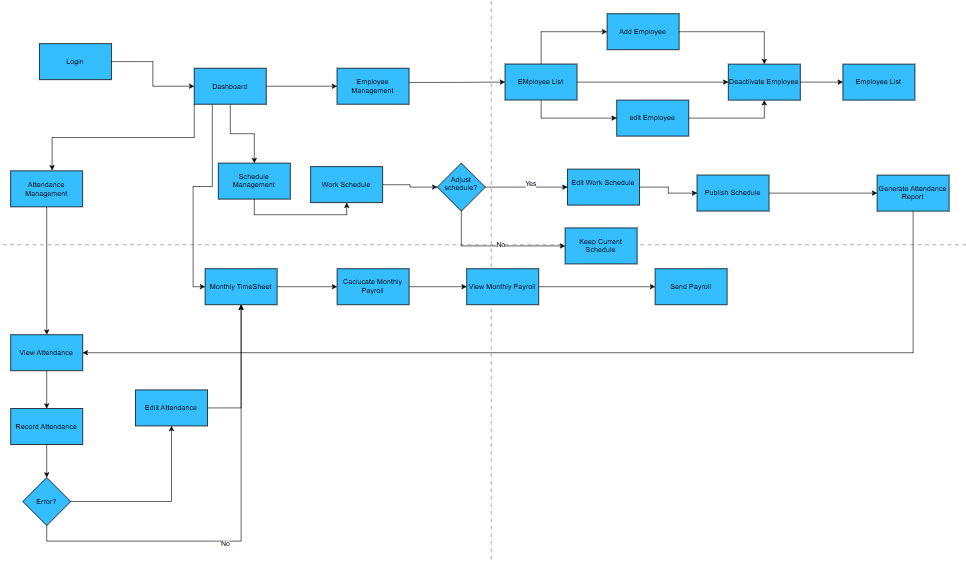 Add Employee
Login
Dashboard
Employee
Management
EMployee List
Deactiivate Employee
Employee List
edit Employee
Attendance
Management
Schedule
Management
Work Schedule
Adjust
schedule?
Yes
Edit Work Schedule
Publish Schedule
Generate Attendance
Report
No
Keep Current
Schedule
Monthly TimeSheet
Caclucate Monthly
Payroll
View Monthly Payroll
Send Payroll
View Attendance
Edit Attendance
Record Attendance
Error?
No